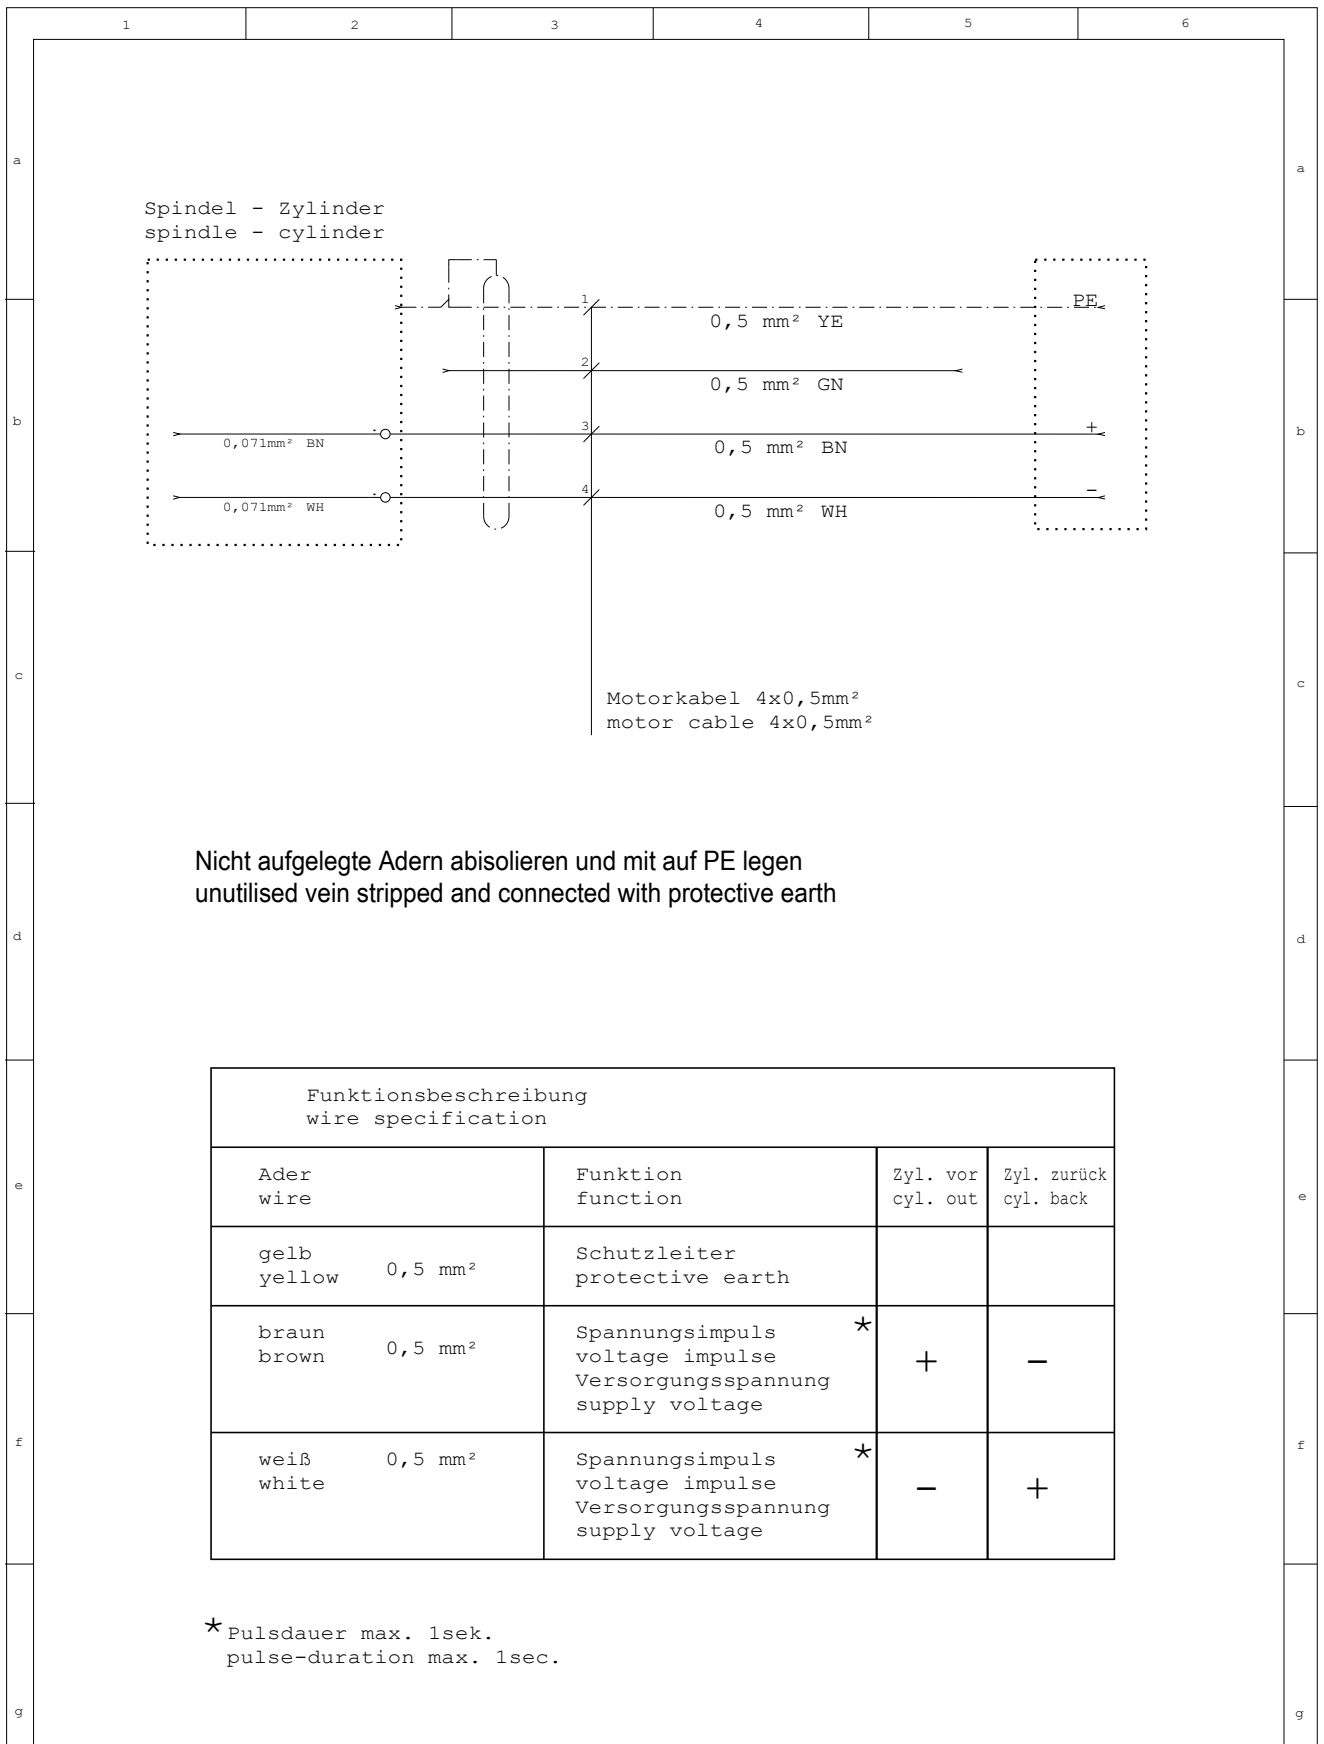 1 2 3 4 5 6
a a
Spindel - Zylinder
spindle - cylinder
1 PE
0,5 mm² YE
2
0,5 mm² GN
b b
3 +
0,071mm² BN 0,5 mm² BN
4 -
0,071mm² WH 0,5 mm² WH
c c
Motorkabel 4x0,5mm²
motor cable 4x0,5mm²
Nicht aufgelegte Adern abisolieren und mit auf PE legen
unutilised vein stripped and connected with protective earth
d d
Funktionsbeschreibung
wire specification
e e
Ader Funktion Zyl. vor Zyl. zurück
wire function cyl. out cyl. back
gelb 0,5 mm² Schutzleiter
yellow protective earth
braun 0,5 mm² Spannungsimpuls *
brown voltage impulse + -
Versorgungsspannung
supply voltage
f f
weiß 0,5 mm² Spannungsimpuls *
white voltage impulse - +
Versorgungsspannung
supply voltage
* Pulsdauer max. 1sek.
pulse-duration max. 1sec.
g g